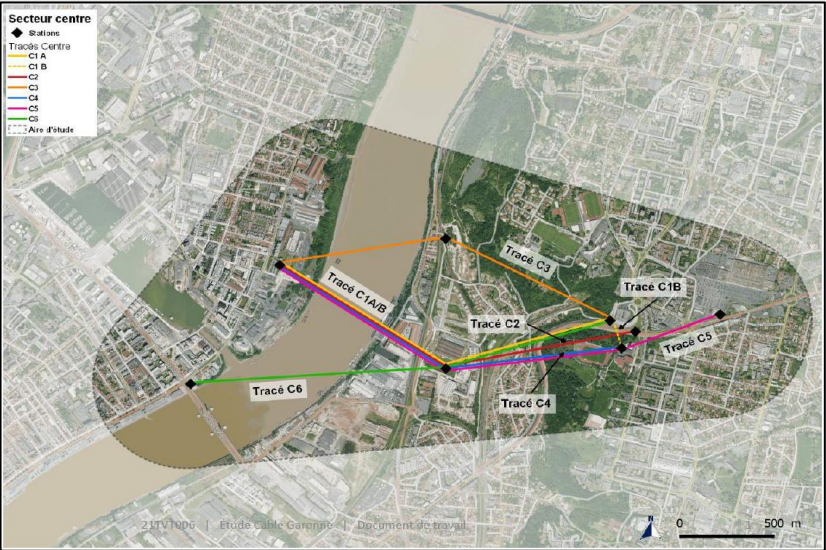 Secteur centre
Stations
Tracés Centre
C1 A
C1 B
C2
C3
C4
C5
C6
Aire d'étude
Tracé C3
Tracé C1A/B
Tracé C1B
Tracé C2
Tracé C5
Tracé C6
Tracé C4
21TVT006 | Etude Câble Garonne | Document de travail
N
0 500 m